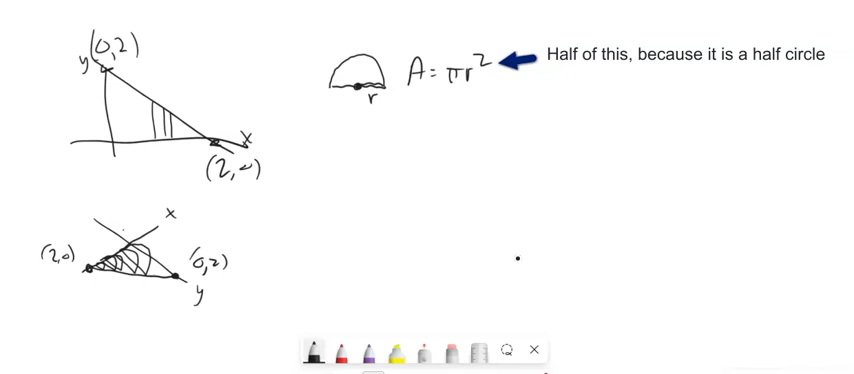 (0,2)
y
x
(2,0)
r
A = πr²
Half of this, because it is a half circle
x
(2,0)
(0,2)
y